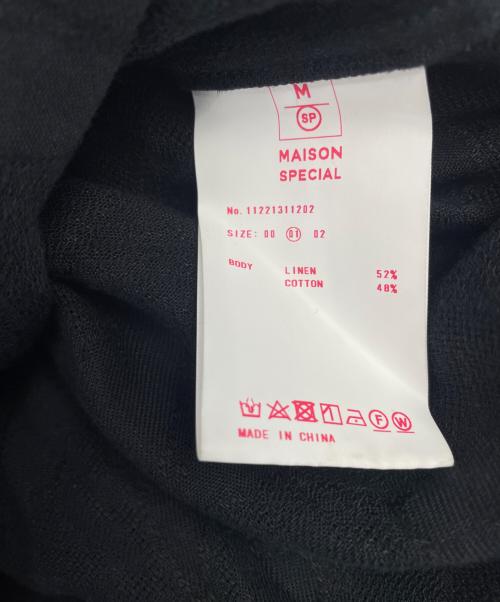 M
SP
MAISON
SPECIAL
No. 11221311202
SIZE: 00 01 02
BODY LINEN 52%
COTTON 48%
F W
MADE IN CHINA